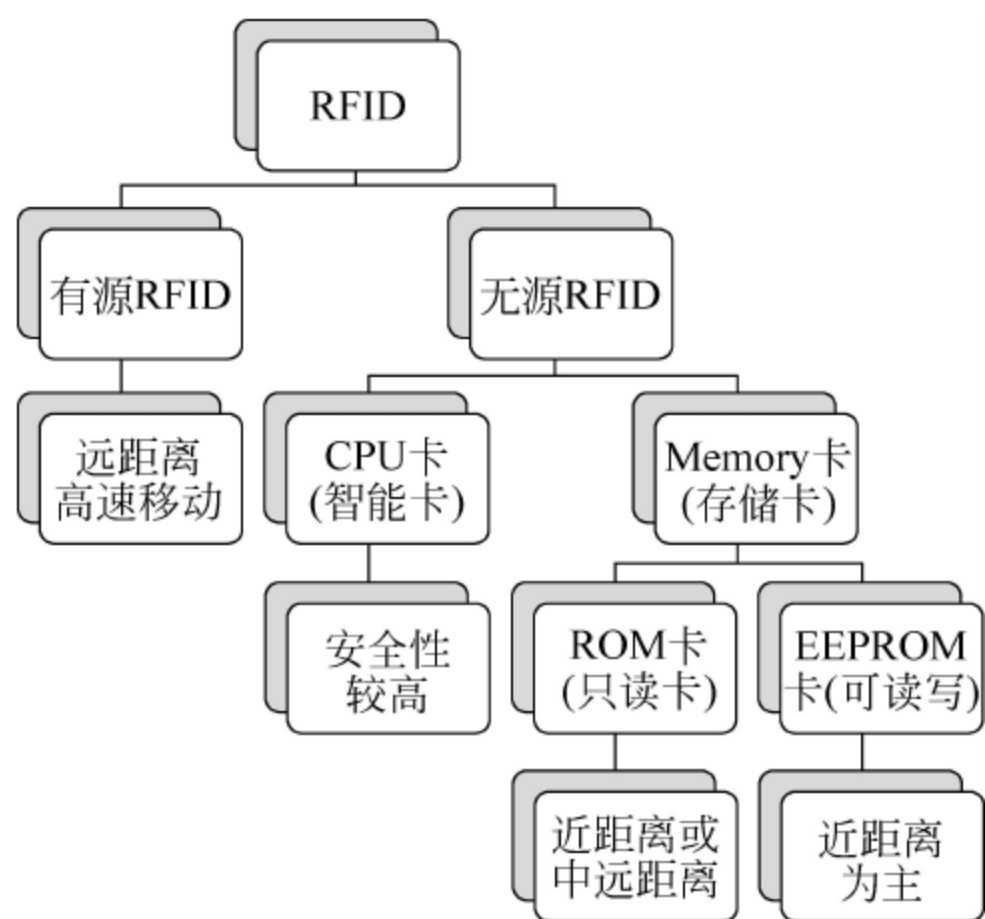 RFID
有源RFID
无源RFID
远距离
高速移动
CPU卡
(智能卡)
Memory卡
(存储卡)
安全性
较高
ROM卡
(只读卡)
EEPROM
卡(可读写)
近距离或
中远距离
近距离
为主